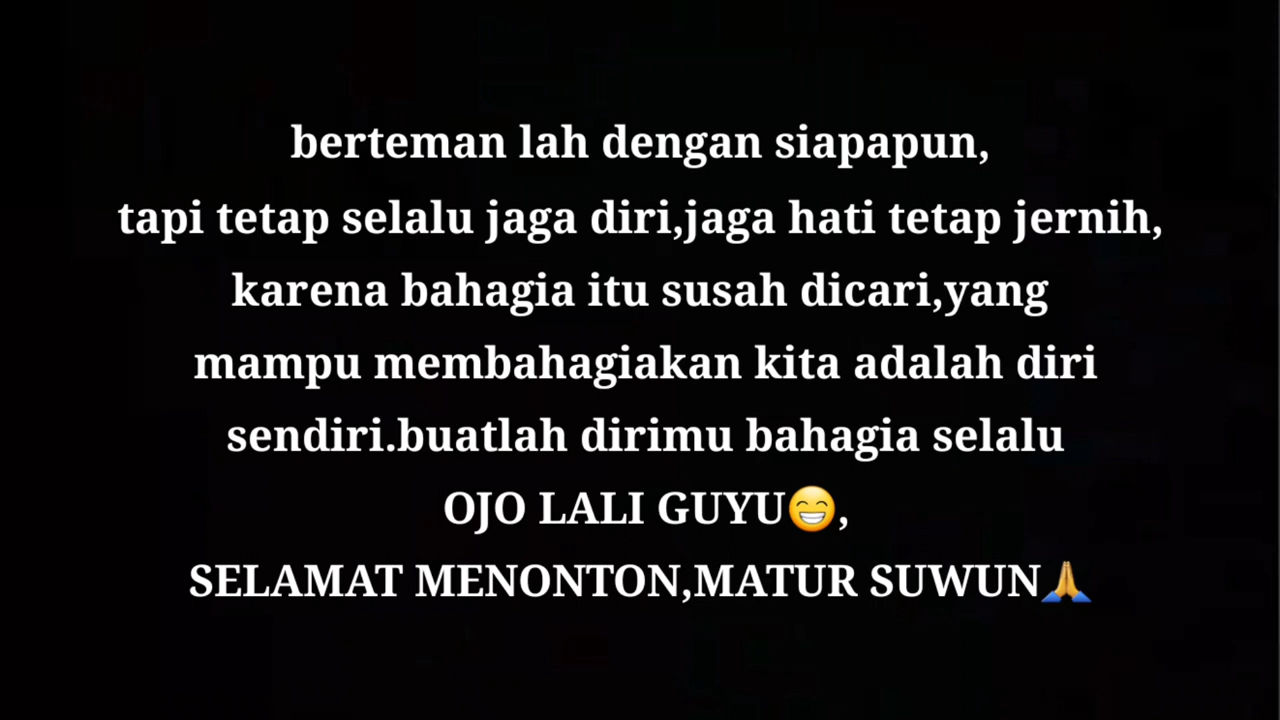 berteman lah dengan siapapun,
tapi tetap selalu jaga diri,jaga hati tetap jernih,
karena bahagia itu susah dicari,yang
mampu membahagiakan kita adalah diri
sendiri.buatlah dirimu bahagia selalu
OJO LALI GUYU😁,
SELAMAT MENONTON,MATUR SUWUN🙏